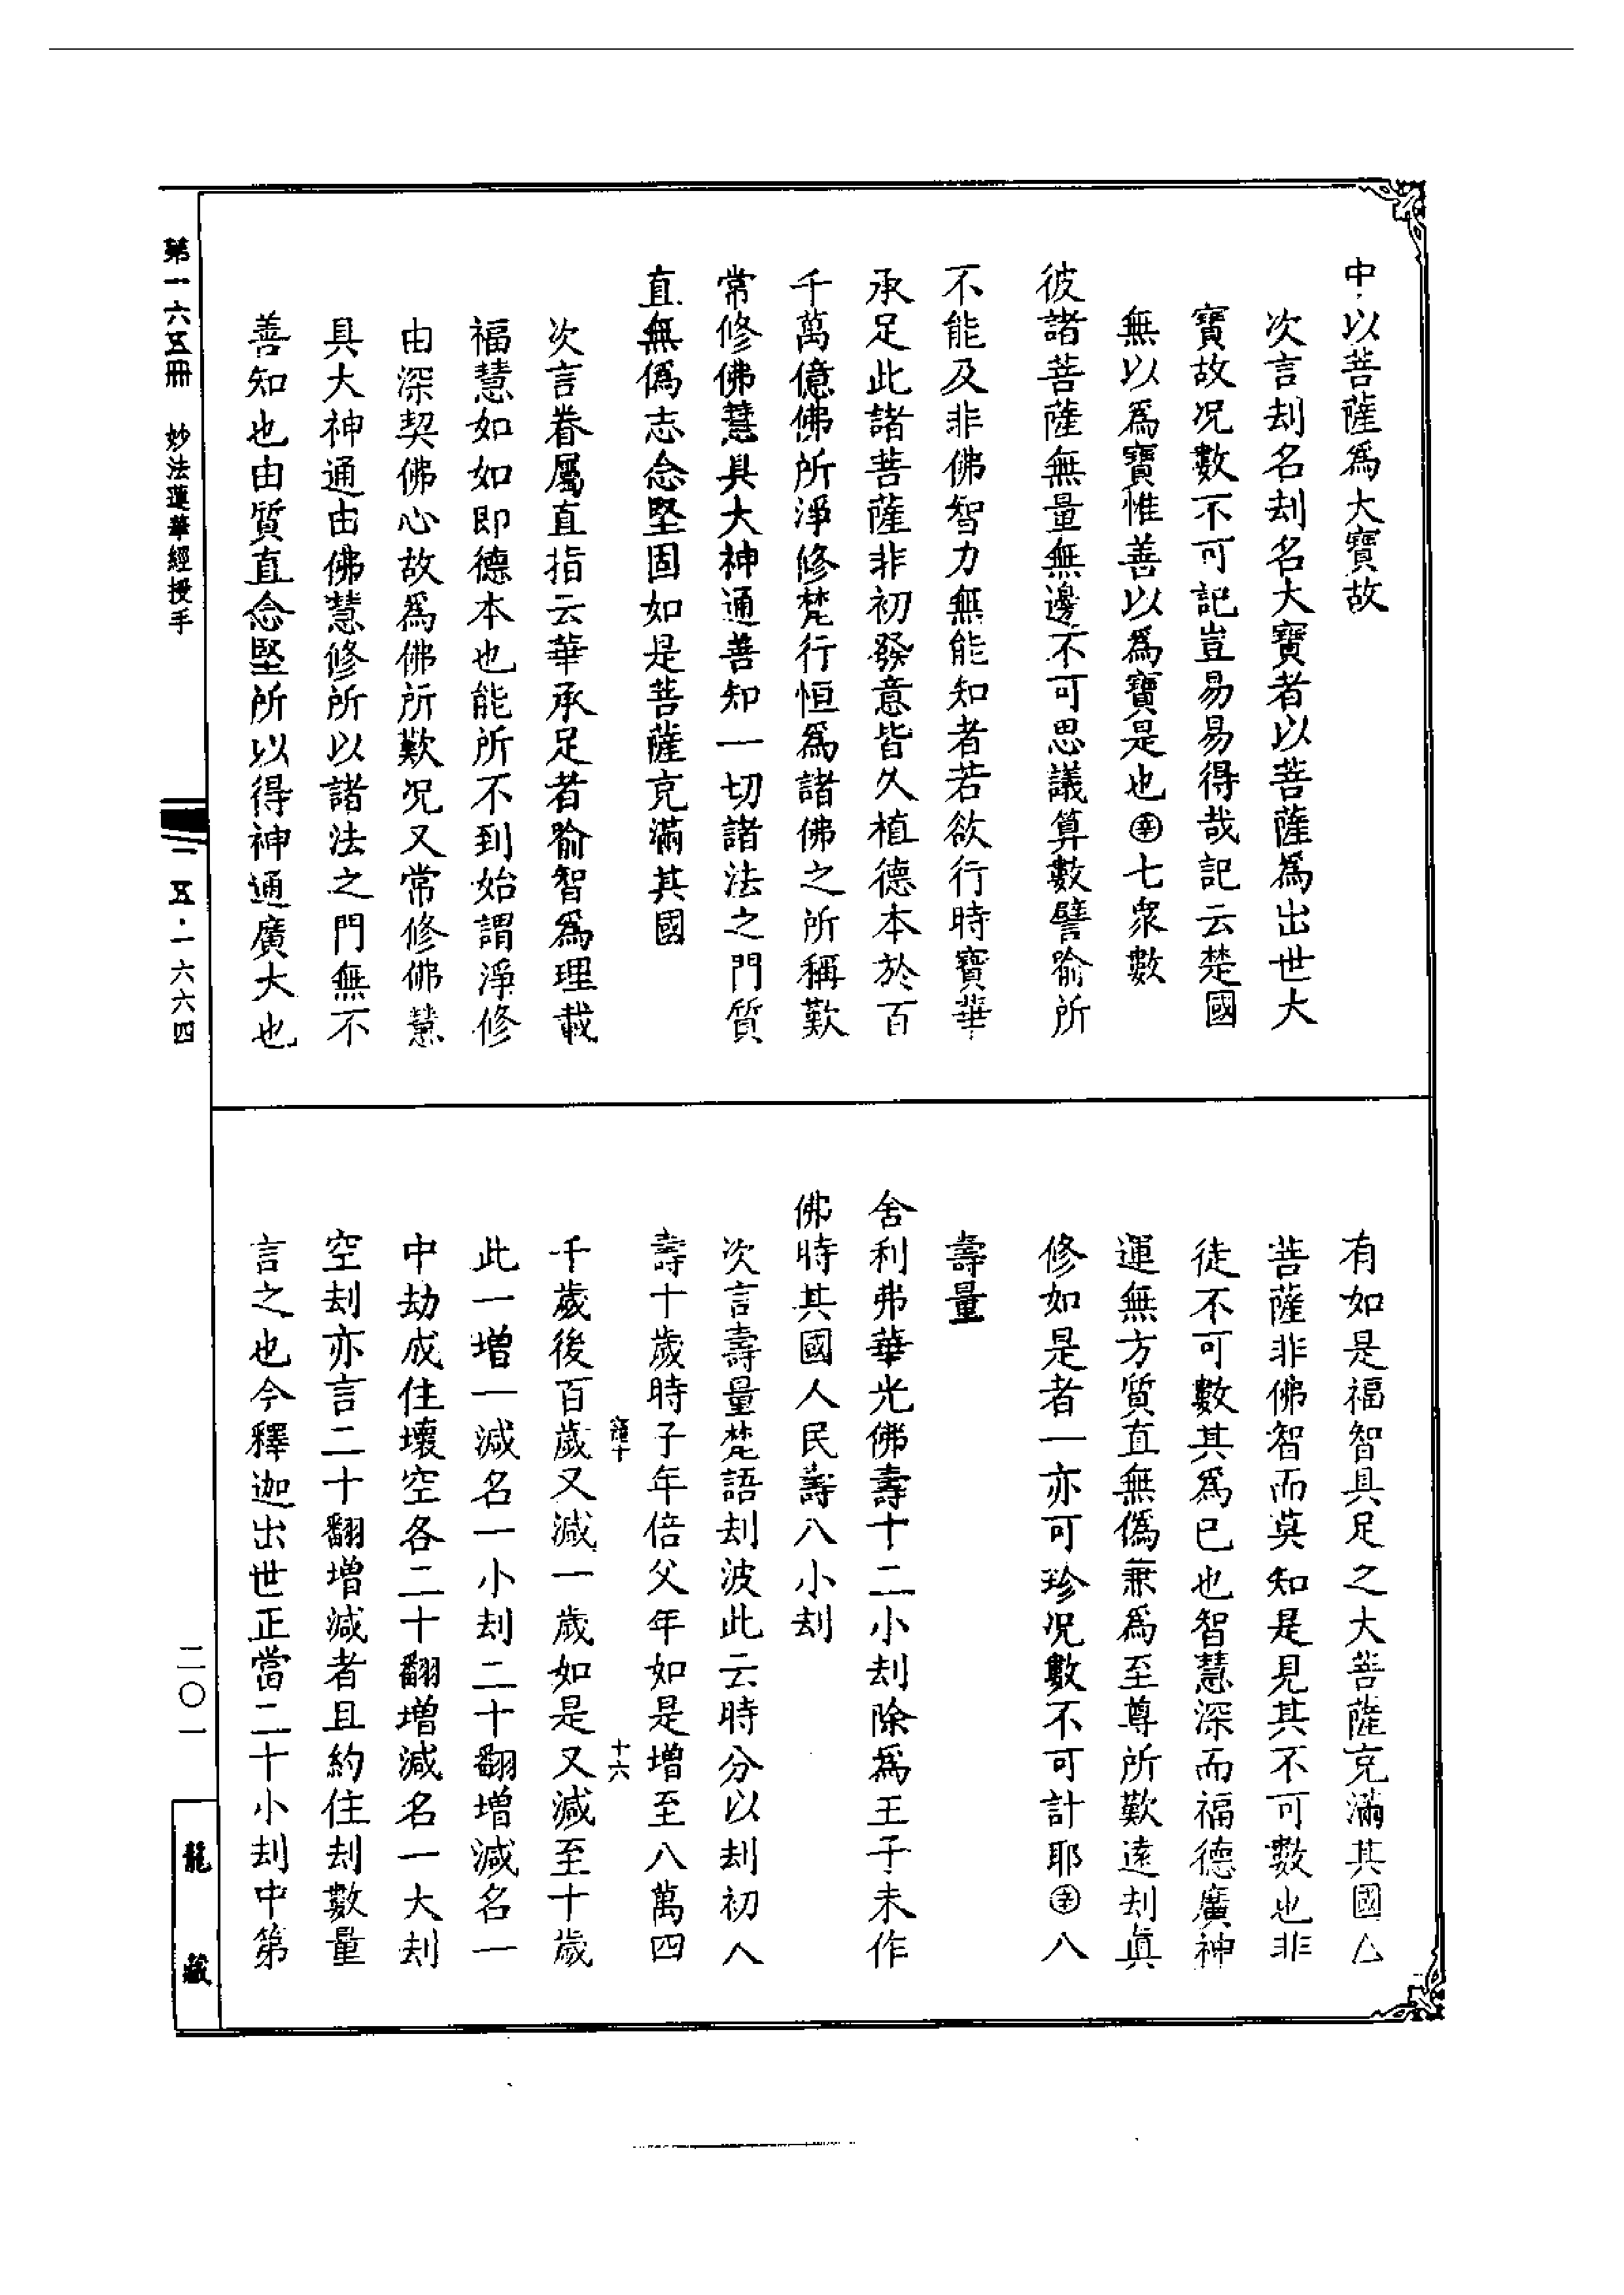 中以菩薩爲大寶故
次言刦名刦名大寶者以菩薩爲出世大
寶故况數不可記豈易易得哉記云楚國
無以爲寶惟善以爲寶是也㊛七衆數
彼諸菩薩無量無邊不可思議算數譬喻所
不能及非佛智力無能知者若欲行時寶華
承足此諸菩薩非初發意皆久植德本於百
千萬億佛所淨修梵行恒爲諸佛之所稱歎
常修佛慧具大神通善知一切諸法之門質
直無僞志念堅固如是菩薩充滿其國
次言眷屬直指云華承足者喻智爲理載
福慧如如即德本也能所不到始謂淨修
由深契佛心故爲佛所歎况又常修佛慧
具大神通由佛慧修所以諸法之門無不
善知也由質直念堅所以得神通廣大也
有如是福智具足之大菩薩充滿其國厶
菩薩非佛智而莫知是見其不可數也非
徒不可數其爲已也智慧深而福德廣神
運無方質直無僞兼爲至尊所歎遠刦眞
修如是者一亦可珍况數不可計耶 八
壽量
舍利弗華光佛壽十二小刦除爲王子未作
佛時其國人民壽八小刦
次言壽量梵語刦波此云時分以刦初人
壽十歲時子年倍父年如是增至八萬四
十六
千歲後百歲又減一歲如是又減至十歲
此一增一減名一小刦二十翻增減名一
中劫成住壞空各二十翻增減名一大刦
空刦亦言二十翻增減者且約住刦數量
言之也今釋迦出世正當二十小刦中第
第一六五冊 妙法蓮華經授手
一五·一六六四
二〇一
龍藏